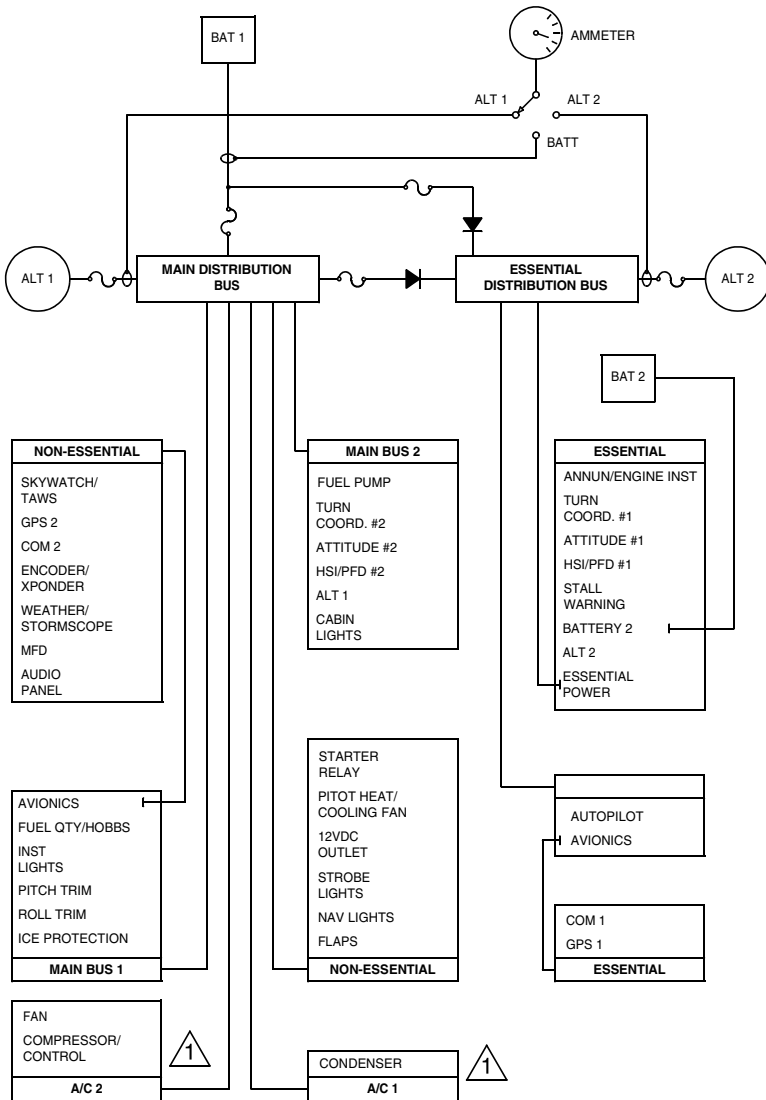 BAT 1
AMMETER
ALT 1
ALT 2
BATT
ALT 1
MAIN DISTRIBUTION
BUS
ESSENTIAL
DISTRIBUTION BUS
ALT 2
BAT 2
NON-ESSENTIAL
SKYWATCH/
TAWS
GPS 2
COM 2
ENCODER/
XPONDER
WEATHER/
STORMSCOPE
MFD
AUDIO
PANEL
MAIN BUS 2
FUEL PUMP
TURN
COORD. #2
ATTITUDE #2
HSI/PFD #2
ALT 1
CABIN
LIGHTS
ESSENTIAL
ANNUN/ENGINE INST
TURN
COORD. #1
ATTITUDE #1
HSI/PFD #1
STALL
WARNING
BATTERY 2
ALT 2
ESSENTIAL
POWER
AVIONICS
FUEL QTY/HOBBS
INST
LIGHTS
PITCH TRIM
ROLL TRIM
ICE PROTECTION
MAIN BUS 1
STARTER
RELAY
PITOT HEAT/
COOLING FAN
12VDC
OUTLET
STROBE
LIGHTS
NAV LIGHTS
FLAPS
NON-ESSENTIAL
AUTOPILOT
AVIONICS
COM 1
GPS 1
ESSENTIAL
FAN
COMPRESSOR/
CONTROL
A/C 2
1
CONDENSER
A/C 1
1